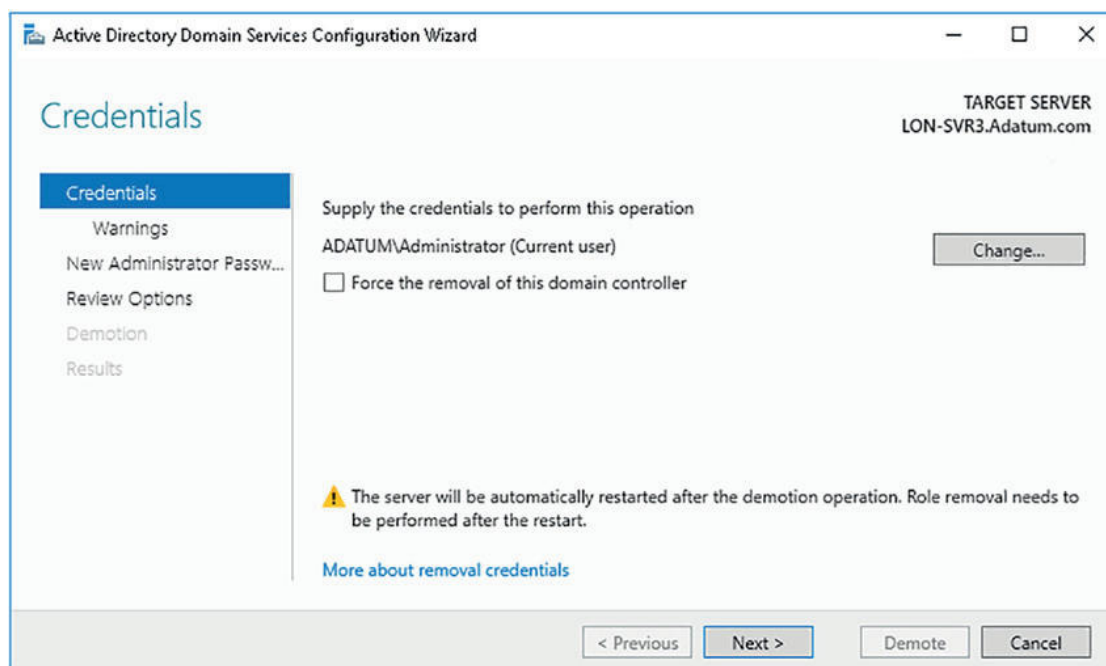 Active Directory Domain Services Configuration Wizard
Credentials
TARGET SERVER
LON-SVR3.Adatum.com
Credentials
Warnings
New Administrator Passw...
Review Options
Demotion
Results
Supply the credentials to perform this operation
ADATUM\Administrator (Current user)
Change...
Force the removal of this domain controller
The server will be automatically restarted after the demotion operation. Role removal needs to
be performed after the restart.
More about removal credentials
< Previous
Next >
Demote
Cancel